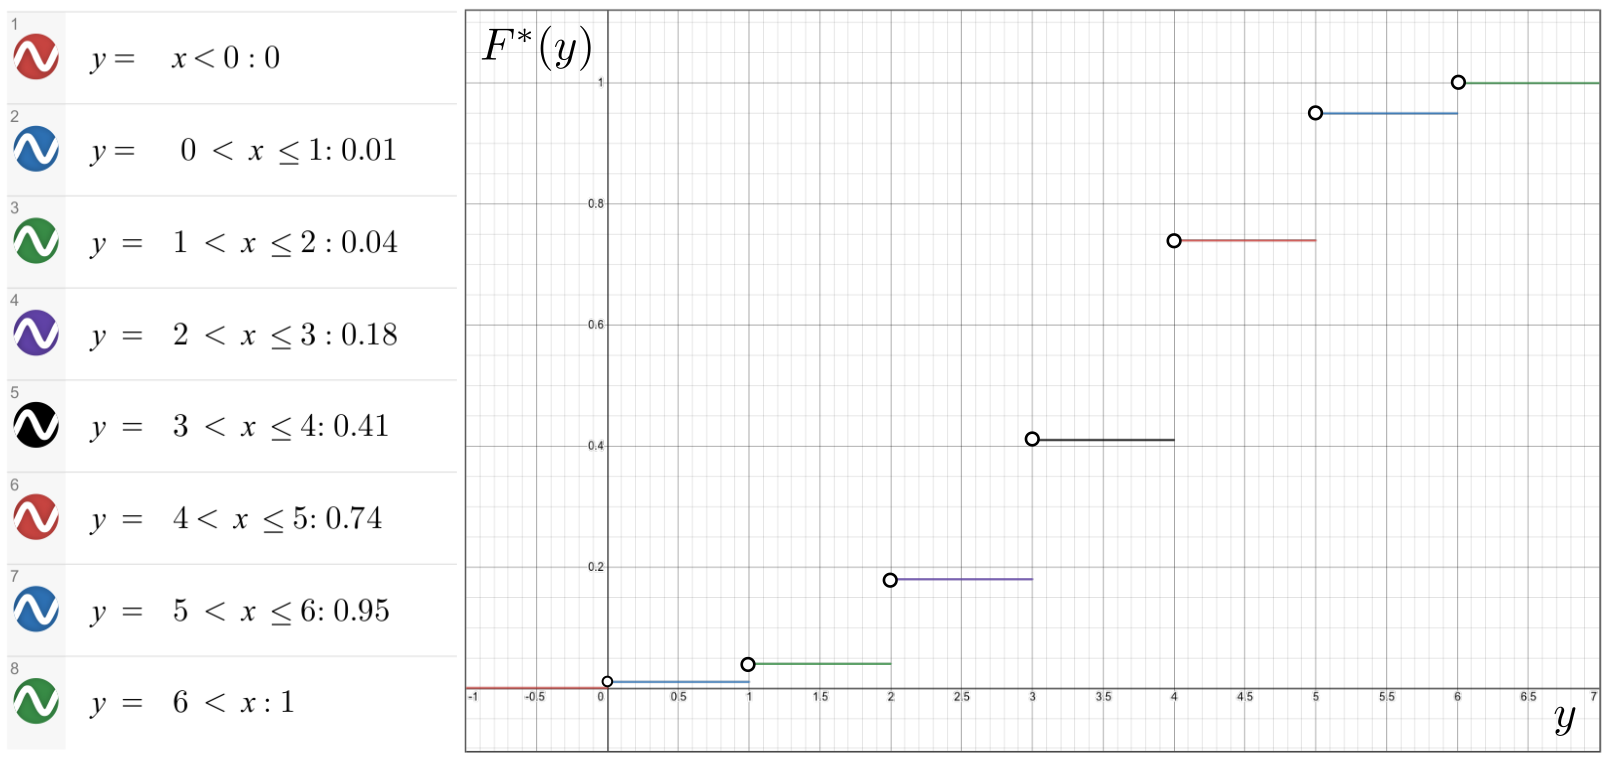 1
y = x < 0 : 0
2
y = 0 < x ≤ 1: 0.01
3
y = 1 < x ≤ 2 : 0.04
4
y = 2 < x ≤ 3 : 0.18
5
y = 3 < x ≤ 4: 0.41
6
y = 4 < x ≤ 5: 0.74
7
y = 5 < x ≤ 6: 0.95
8
y = 6 < x : 1
F*(y)
1
0.8
0.6
0.4
0.2
-1 -0.5 0 0.5 1 1.5 2 2.5 3 3.5 4 4.5 5 5.5 6 6.5 7
y